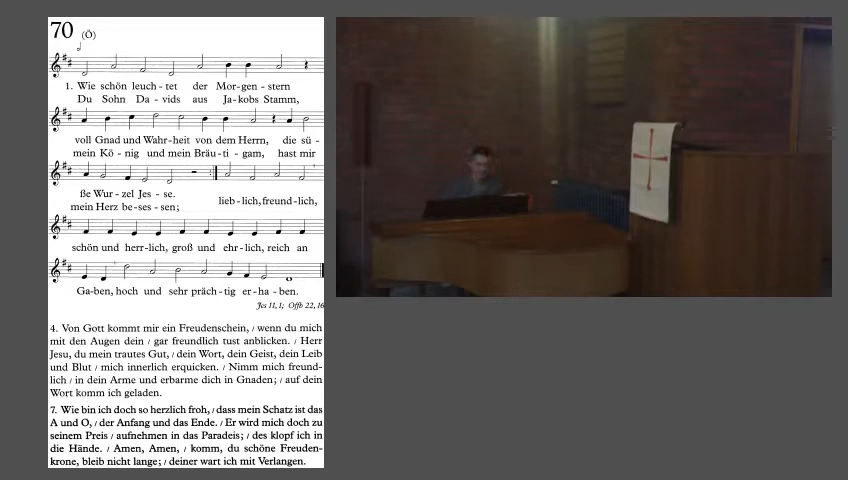 70 (Ö)
1. Wie schön leuch - tet der Mor - gen - stern
Du Sohn Da - vids aus Ja - kobs Stamm,
voll Gnad und Wahr - heit von dem Herrn, die sü -
mein Kö - nig und mein Bräu - ti - gam, hast mir
ße Wur - zel Jes - se. lieb - lich, freund - lich,
mein Herz be - ses - sen;
schön und herr - lich, groß und ehr - lich, reich an
Ga - ben, hoch und sehr präch - tig er - ha - ben.
Jes 11,1; Offb 22,16
4. Von Gott kommt mir ein Freudenschein, / wenn du mich
mit den Augen dein / gar freundlich tust anblicken. / Herr
Jesu, du mein trautes Gut, / dein Wort, dein Geist, dein Leib
und Blut / mich innerlich erquicken. / Nimm mich freund-
lich / in dein Arme und erbarme dich in Gnaden; / auf dein
Wort komm ich geladen.
7. Wie bin ich doch so herzlich froh, / dass mein Schatz ist das
A und O, / der Anfang und das Ende. / Er wird mich doch zu
seinem Preis / aufnehmen in das Paradeis; / des klopf ich in
die Hände. / Amen, Amen, / komm, du schöne Freuden-
krone, bleib nicht lange; / deiner wart ich mit Verlangen.